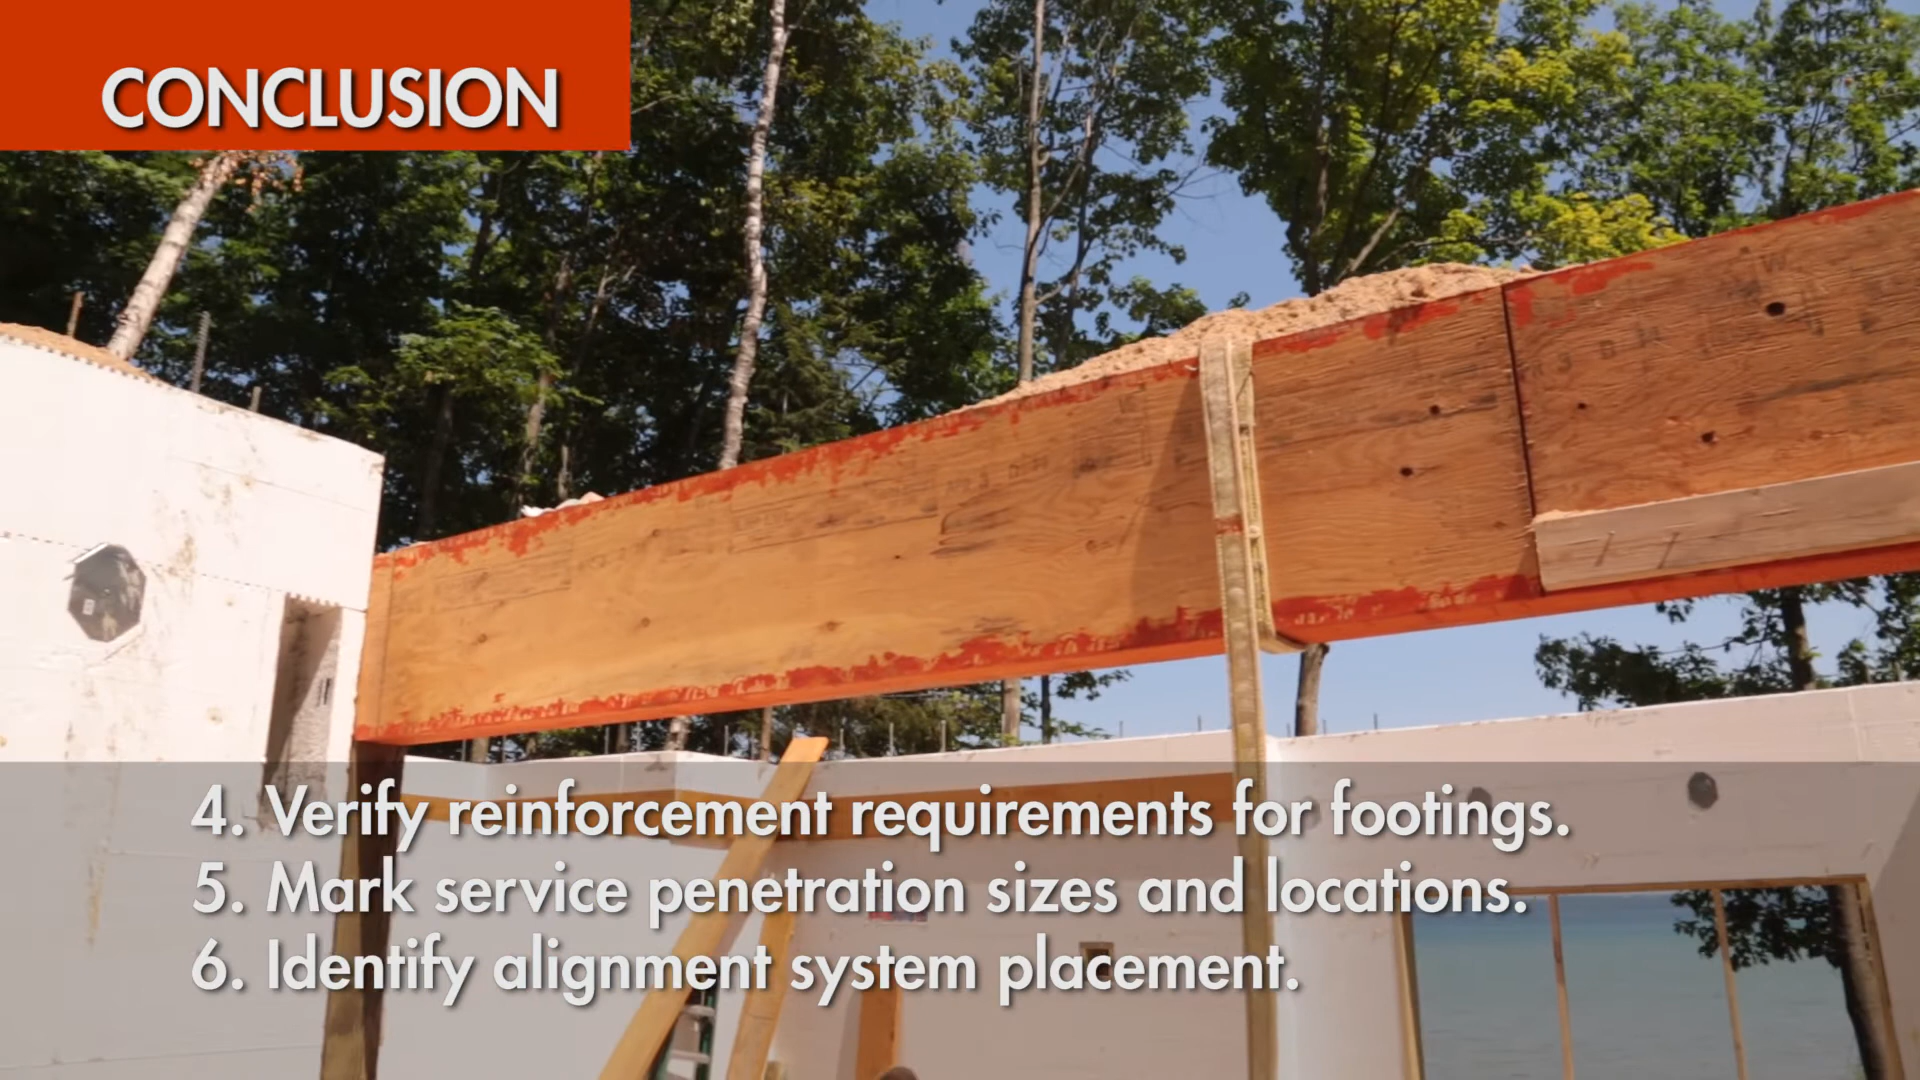 CONCLUSION
4. Verify reinforcement requirements for footings.
5. Mark service penetration sizes and locations.
6. Identify alignment system placement.